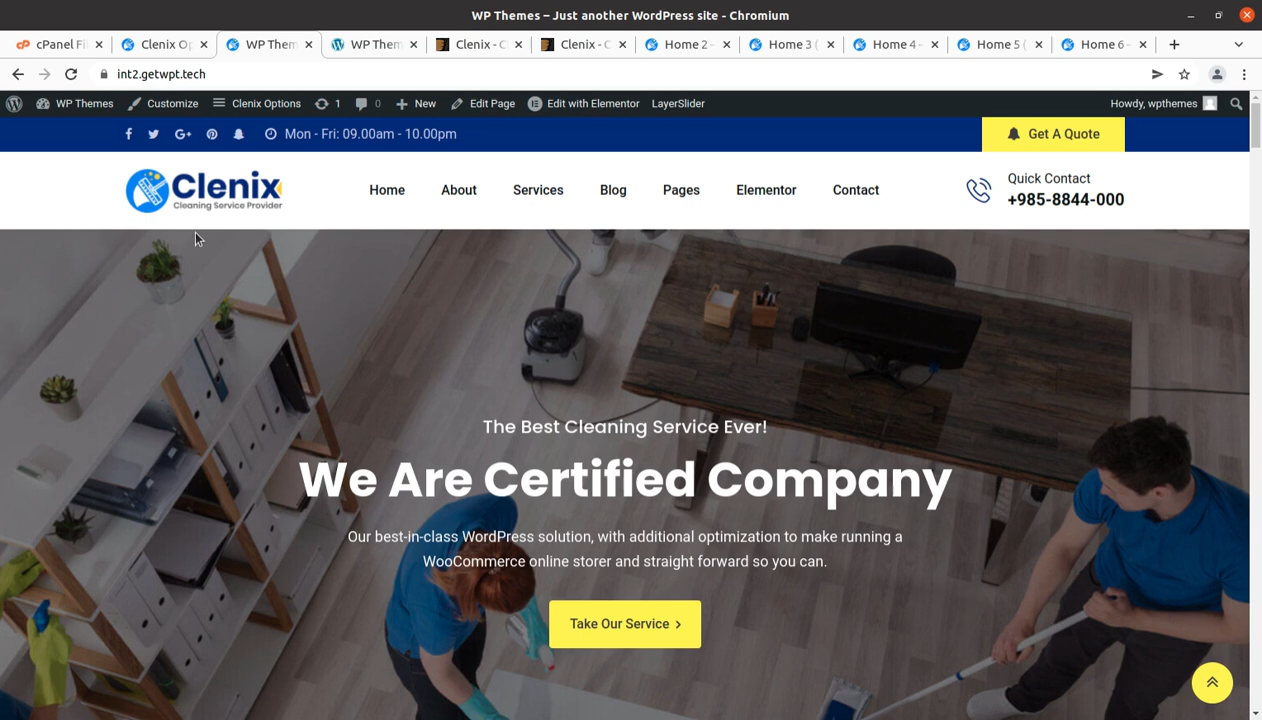 WP Themes – Just another WordPress site - Chromium
cPanel Fi
Clenix Op
WP Them
WP Them
Clenix - C
Clenix - C
Home 2 –
Home 3 (
Home 4 –
Home 5 (
Home 6 –
int2.getwpt.tech
WP Themes
Customize
Clenix Options
1
0
New
Edit Page
Edit with Elementor
LayerSlider
Howdy, wpthemes
Mon - Fri: 09.00am - 10.00pm
Get A Quote
Clenix
Cleaning Service Provider
Home
About
Services
Blog
Pages
Elementor
Contact
Quick Contact
+985-8844-000
The Best Cleaning Service Ever!
We Are Certified Company
Our best-in-class WordPress solution, with additional optimization to make running a
WooCommerce online storer and straight forward so you can.
Take Our Service